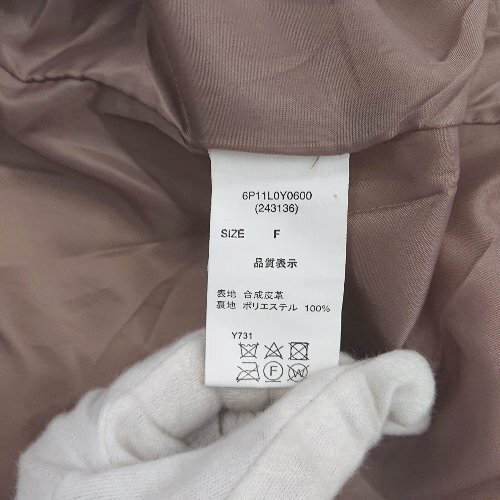 6P11L0Y0600
(243136)
SIZE F
品質表示
表地 合成皮革
裏地 ポリエステル 100%
Y731
F
W